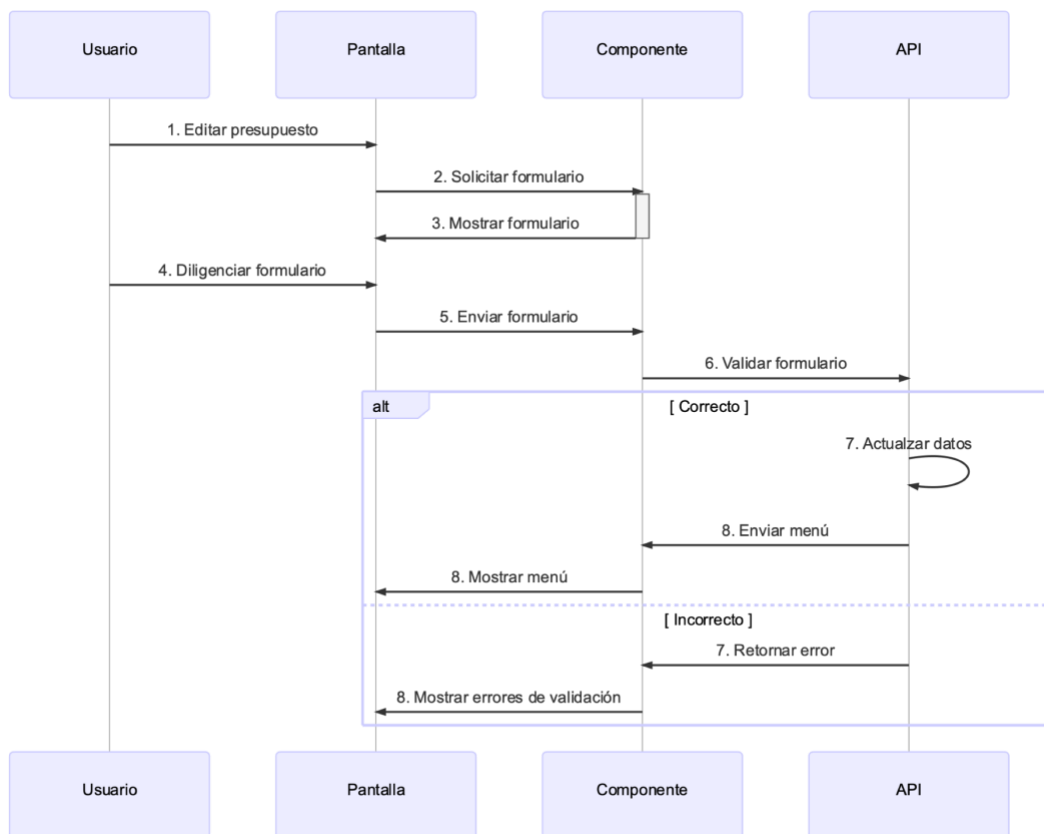 Usuario
Pantalla
Componente
API
1. Editar presupuesto
2. Solicitar formulario
3. Mostrar formulario
4. Diligenciar formulario
5. Enviar formulario
6. Validar formulario
alt
[ Correcto ]
7. Actualzar datos
8. Enviar menú
8. Mostrar menú
[ Incorrecto ]
7. Retornar error
8. Mostrar errores de validación
Usuario
Pantalla
Componente
API